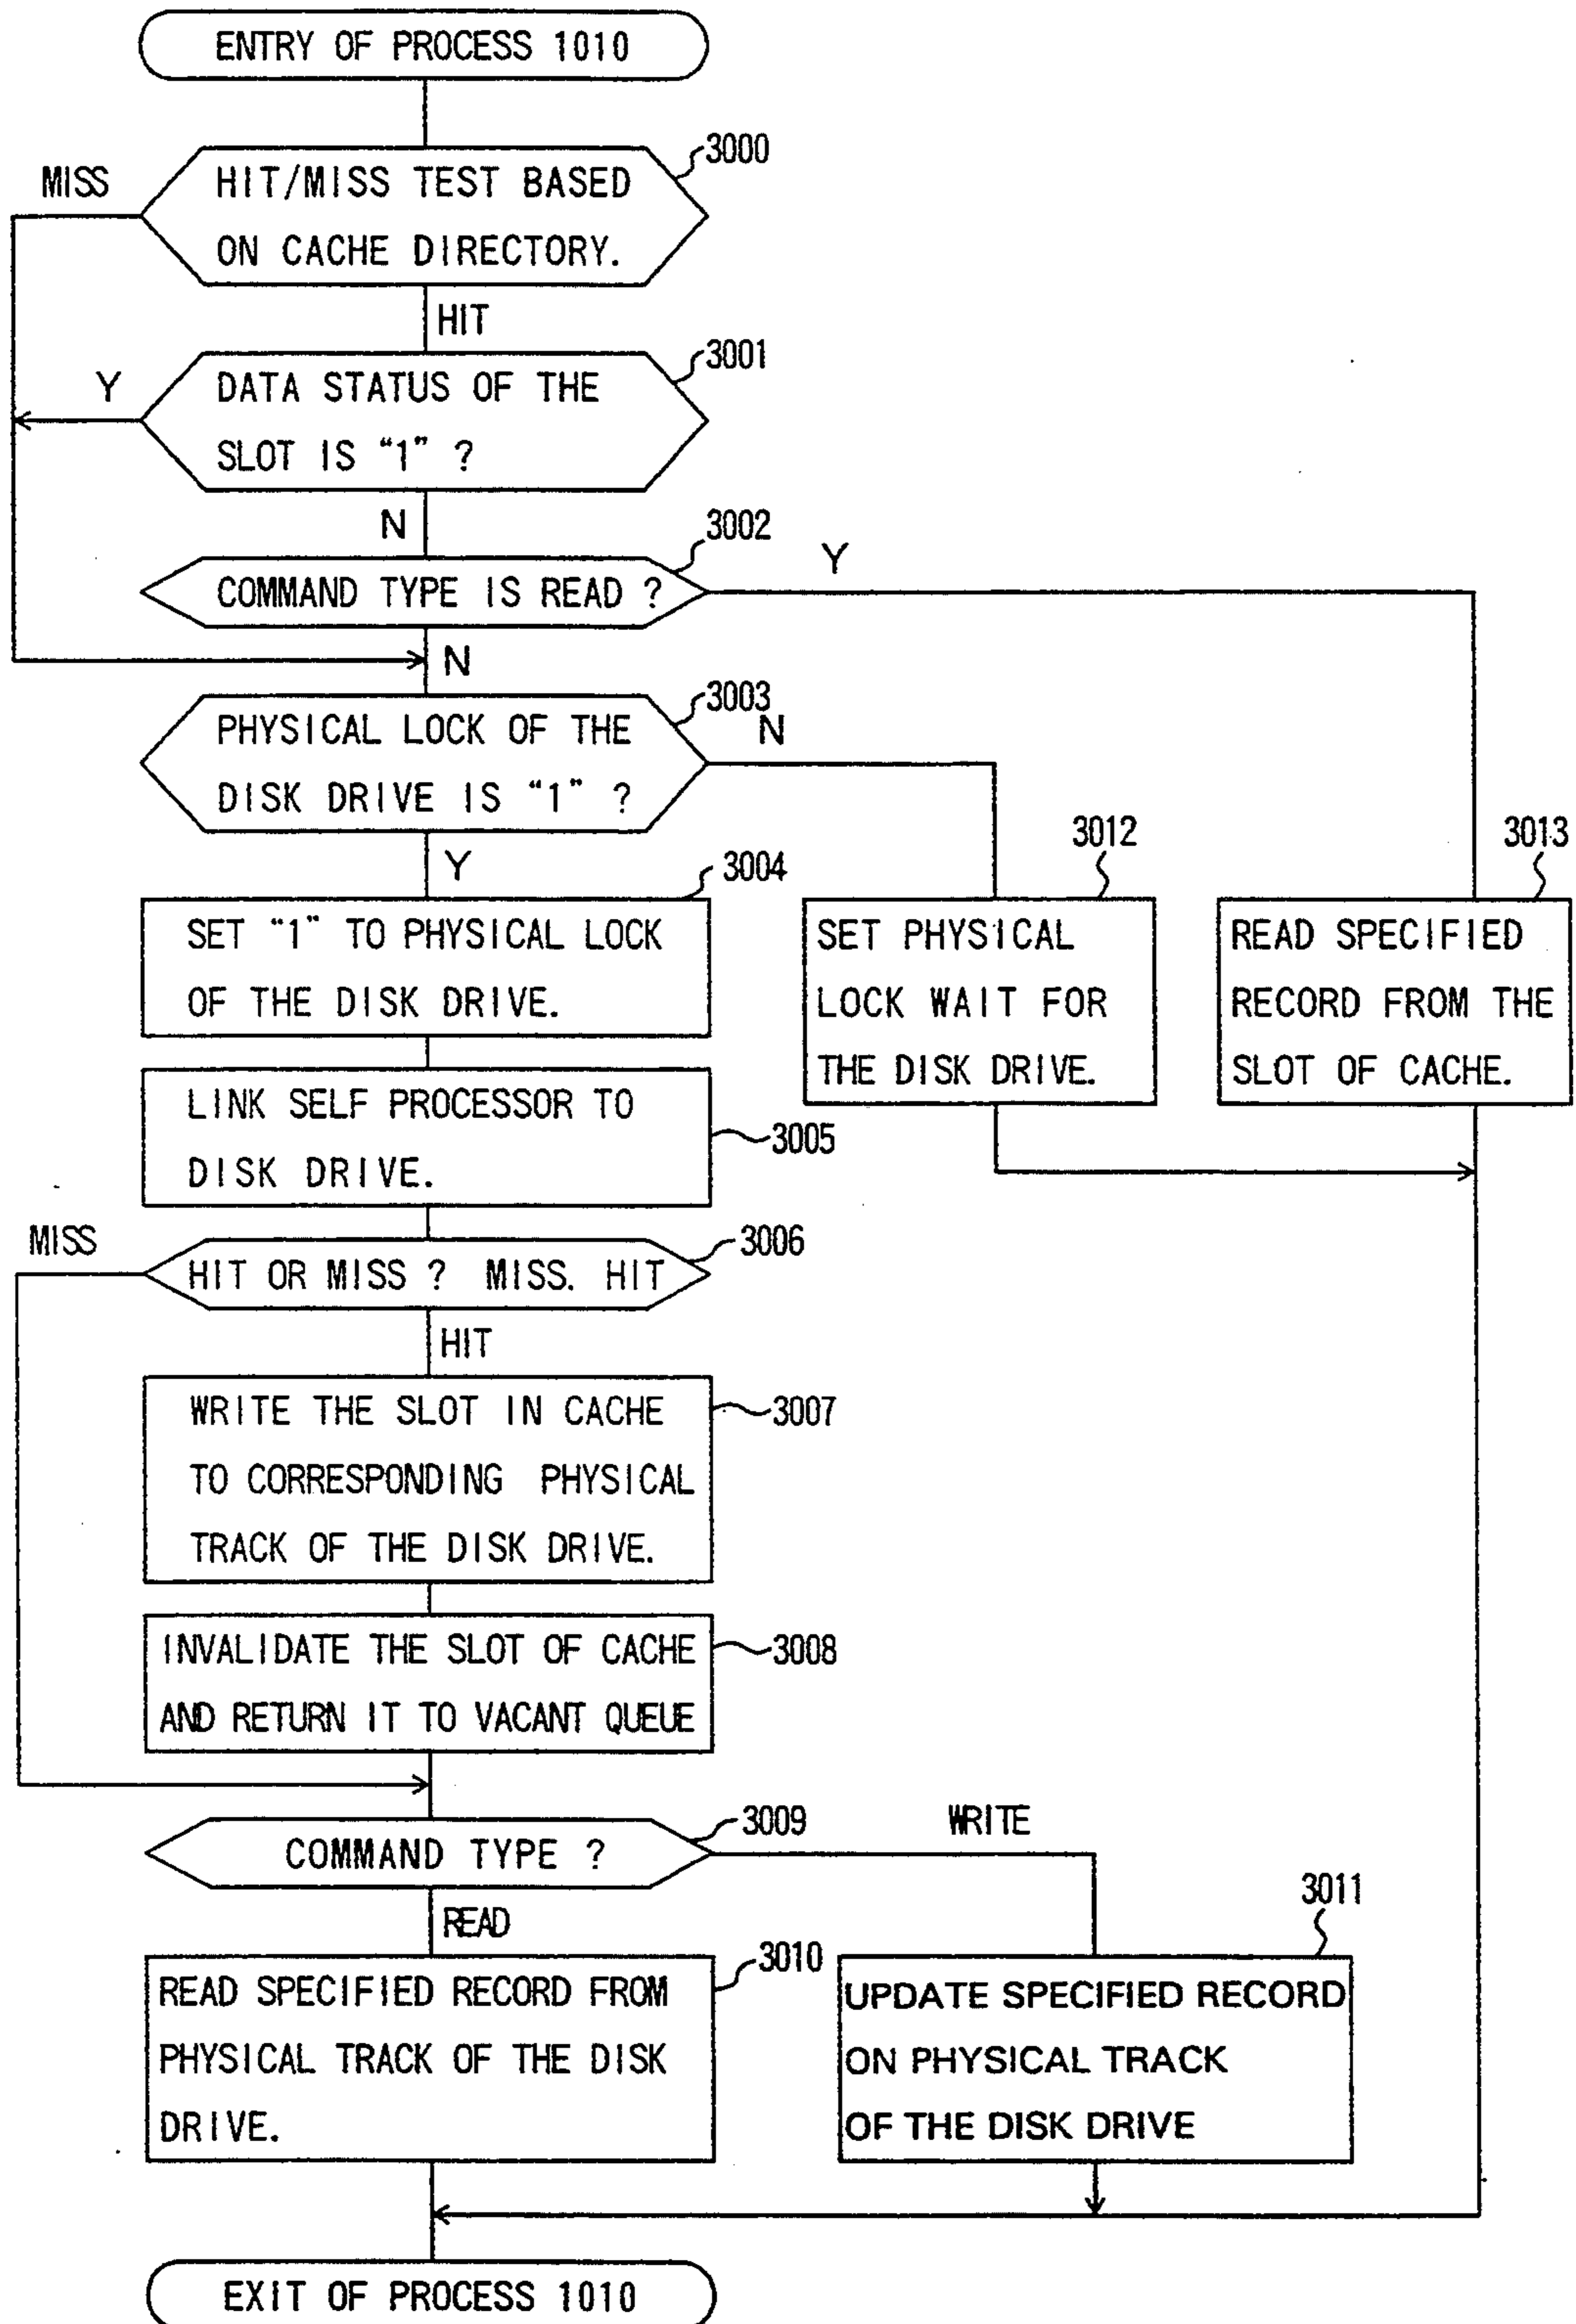 ENTRY OF PROCESS 1010
3000
MISS
HIT/MISS TEST BASED
ON CACHE DIRECTORY.
HIT
3001
Y
DATA STATUS OF THE
SLOT IS “1” ?
N
3002
Y
COMMAND TYPE IS READ ?
N
3003
PHYSICAL LOCK OF THE
N
DISK DRIVE IS “1” ?
Y
3004
3012
3013
SET “1” TO PHYSICAL LOCK
OF THE DISK DRIVE.
SET PHYSICAL
LOCK WAIT FOR
THE DISK DRIVE.
READ SPECIFIED
RECORD FROM THE
SLOT OF CACHE.
LINK SELF PROCESSOR TO
DISK DRIVE.
3005
MISS
3006
HIT OR MISS ? MISS. HIT
HIT
WRITE THE SLOT IN CACHE
TO CORRESPONDING PHYSICAL
TRACK OF THE DISK DRIVE.
3007
INVALIDATE THE SLOT OF CACHE
AND RETURN IT TO VACANT QUEUE
3008
3009
WRITE
COMMAND TYPE ?
READ
3011
3010
READ SPECIFIED RECORD FROM
PHYSICAL TRACK OF THE DISK
DRIVE.
UPDATE SPECIFIED RECORD
ON PHYSICAL TRACK
OF THE DISK DRIVE
EXIT OF PROCESS 1010